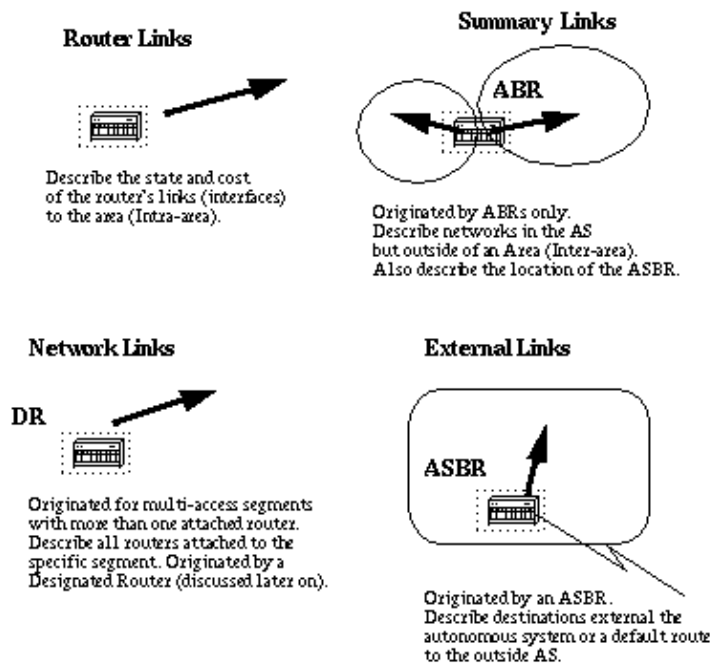 Router Links
Describe the state and cost
of the router's links (interfaces)
to the area (Intra-area).
Summary Links
ABR
Originated by ABRs only.
Describe networks in the AS
but outside of an Area (Inter-area).
Also describe the location of the ASBR.
Network Links
DR
Originated for multi-access segments
with more than one attached router.
Describe all routers attached to the
specific segment. Originated by a
Designated Router (discussed later on).
External Links
ASBR
Originated by an ASBR.
Describe destinations external the
autonomous system or a default route
to the outside AS.